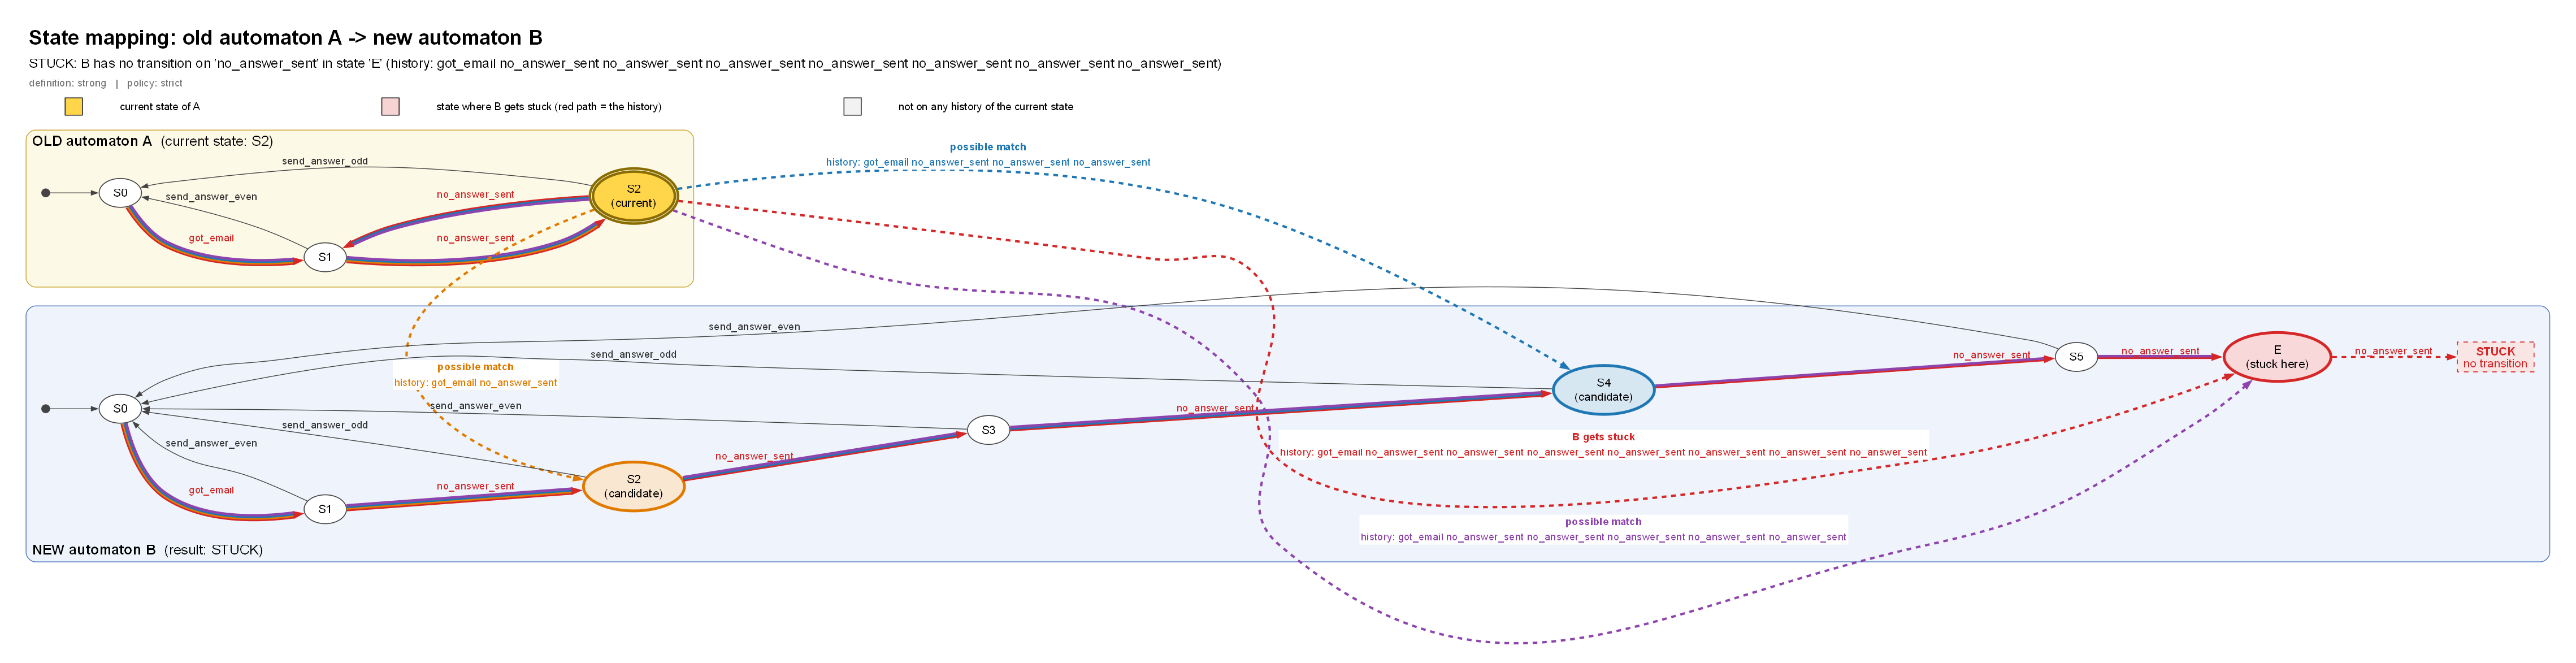 State mapping: old automaton A -> new automaton B
STUCK: B has no transition on 'no_answer_sent' in state 'E' (history: got_email no_answer_sent no_answer_sent no_answer_sent no_answer_sent no_answer_sent no_answer_sent no_answer_sent)
definition: strong | policy: strict
current state of A
state where B gets stuck (red path = the history)
not on any history of the current state
OLD automaton A (current state: S2)
send_answer_odd
S0
send_answer_even
got_email
S1
no_answer_sent
no_answer_sent
S2
(current)
possible match
history: got_email no_answer_sent no_answer_sent no_answer_sent
send_answer_even
send_answer_odd
possible match
history: got_email no_answer_sent
send_answer_even
send_answer_odd
send_answer_even
S0
got_email
S1
no_answer_sent
S2
(candidate)
no_answer_sent
S3
no_answer_sent
S4
(candidate)
no_answer_sent
S5
no_answer_sent
E
(stuck here)
no_answer_sent
STUCK
no transition
B gets stuck
history: got_email no_answer_sent no_answer_sent no_answer_sent no_answer_sent no_answer_sent no_answer_sent no_answer_sent
possible match
history: got_email no_answer_sent no_answer_sent no_answer_sent no_answer_sent no_answer_sent
NEW automaton B (result: STUCK)